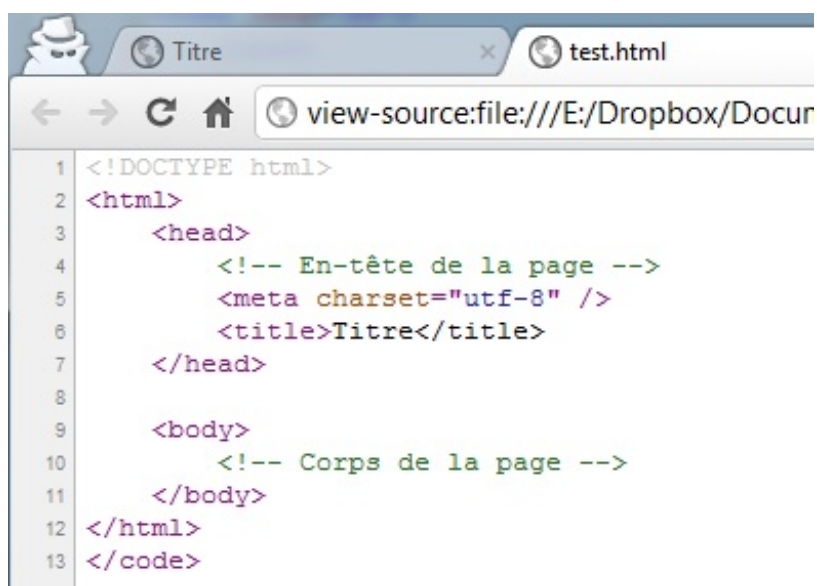 Titre
test.html
view-source:file:///E:/Dropbox/Docum
1 <!DOCTYPE html>
2 <html>
3 <head>
4 <!-- En-tête de la page -->
5 <meta charset="utf-8" />
6 <title>Titre</title>
7 </head>
8
9 <body>
10 <!-- Corps de la page -->
11 </body>
12 </html>
13 </code>